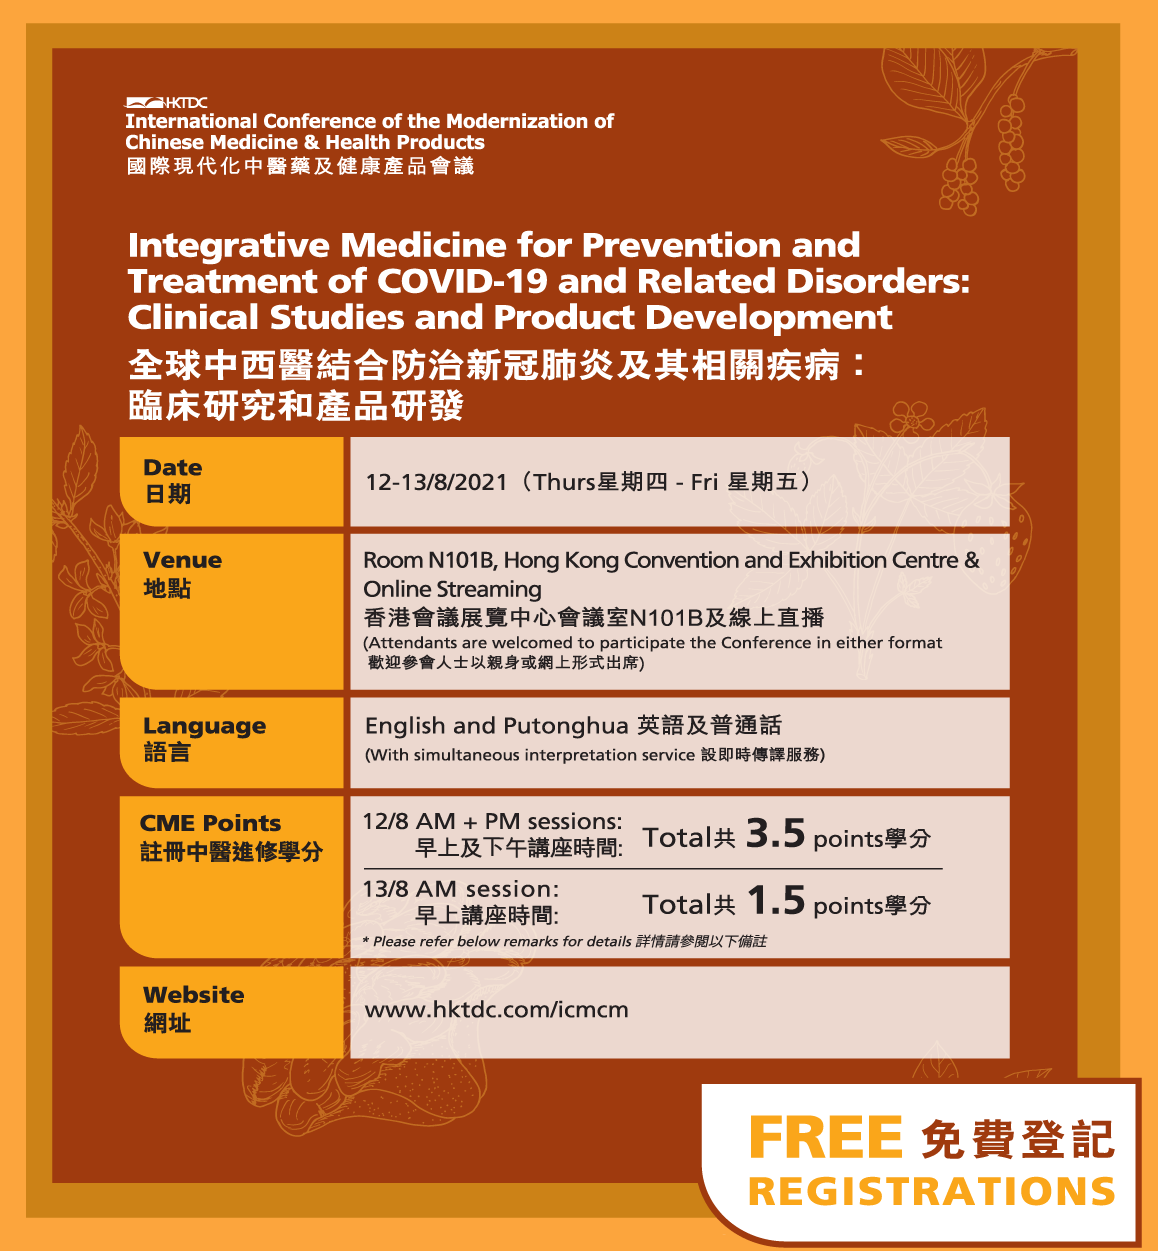 HKTDC
International Conference of the Modernization of
Chinese Medicine & Health Products
國際現代化中醫藥及健康產品會議
Integrative Medicine for Prevention and
Treatment of COVID-19 and Related Disorders:
Clinical Studies and Product Development
全球中西醫結合防治新冠肺炎及其相關疾病：
臨床研究和產品研發
Date
日期
12-13/8/2021（Thurs星期四 - Fri 星期五）
Venue
地點
Room N101B, Hong Kong Convention and Exhibition Centre &
Online Streaming
香港會議展覽中心會議室N101B及線上直播
(Attendants are welcomed to participate the Conference in either format
歡迎參會人士以親身或網上形式出席)
Language
語言
English and Putonghua 英語及普通話
(With simultaneous interpretation service 設即時傳譯服務)
CME Points
註冊中醫進修學分
12/8 AM + PM sessions:
早上及下午講座時間:
Total共 3.5 points學分
13/8 AM session:
早上講座時間:
Total共 1.5 points學分
* Please refer below remarks for details 詳情請參閱以下備註
Website
網址
www.hktdc.com/icmcm
FREE 免費登記
REGISTRATIONS